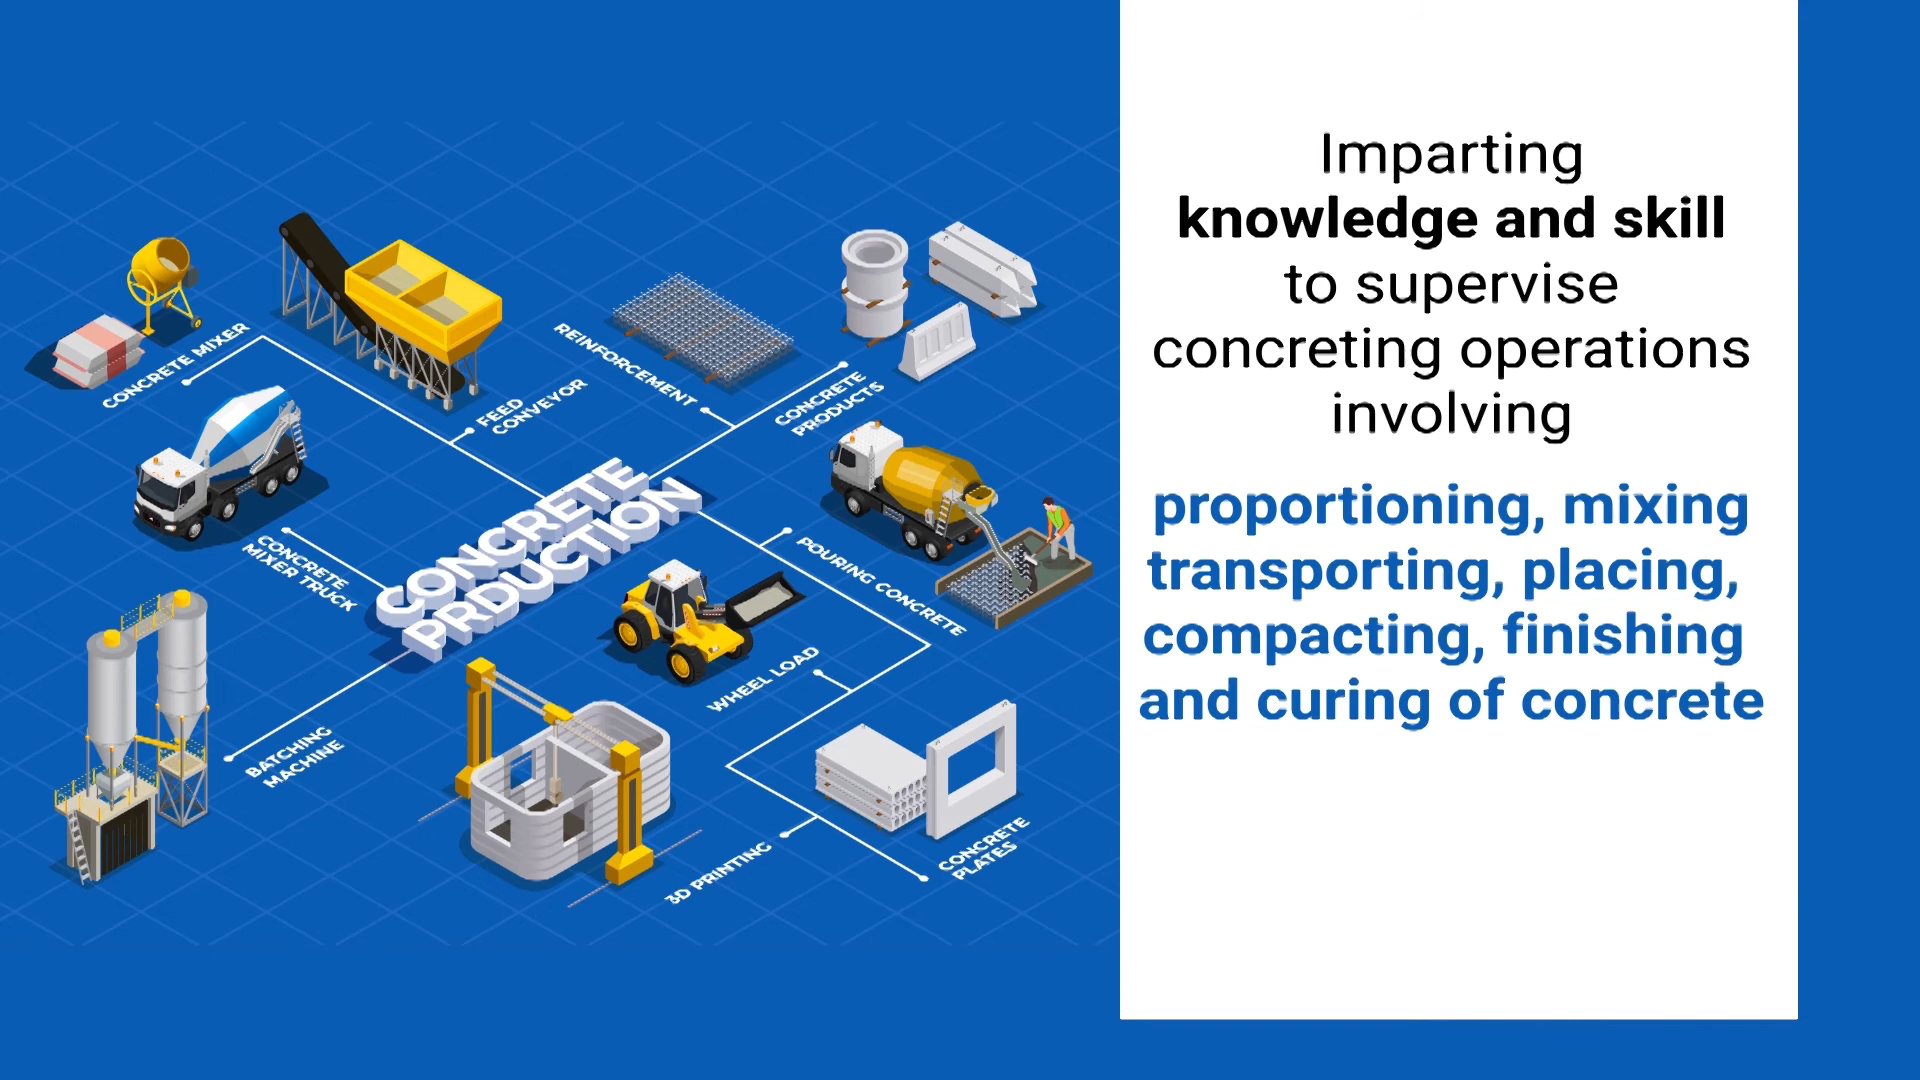 CONCRETE MIXER
FEED
CONVEYOR
REINFORCEMENT
CONCRETE
PRODUCTS
CONCRETE
MIXER TRUCK
CONCRETE
PRDUCTION
POURING CONCRETE
WHEEL LOAD
BATCHING
MACHINE
3D PRINTING
CONCRETE
PLATES
Imparting
knowledge and skill
to supervise
concreting operations
involving
proportioning, mixing
transporting, placing,
compacting, finishing
and curing of concrete